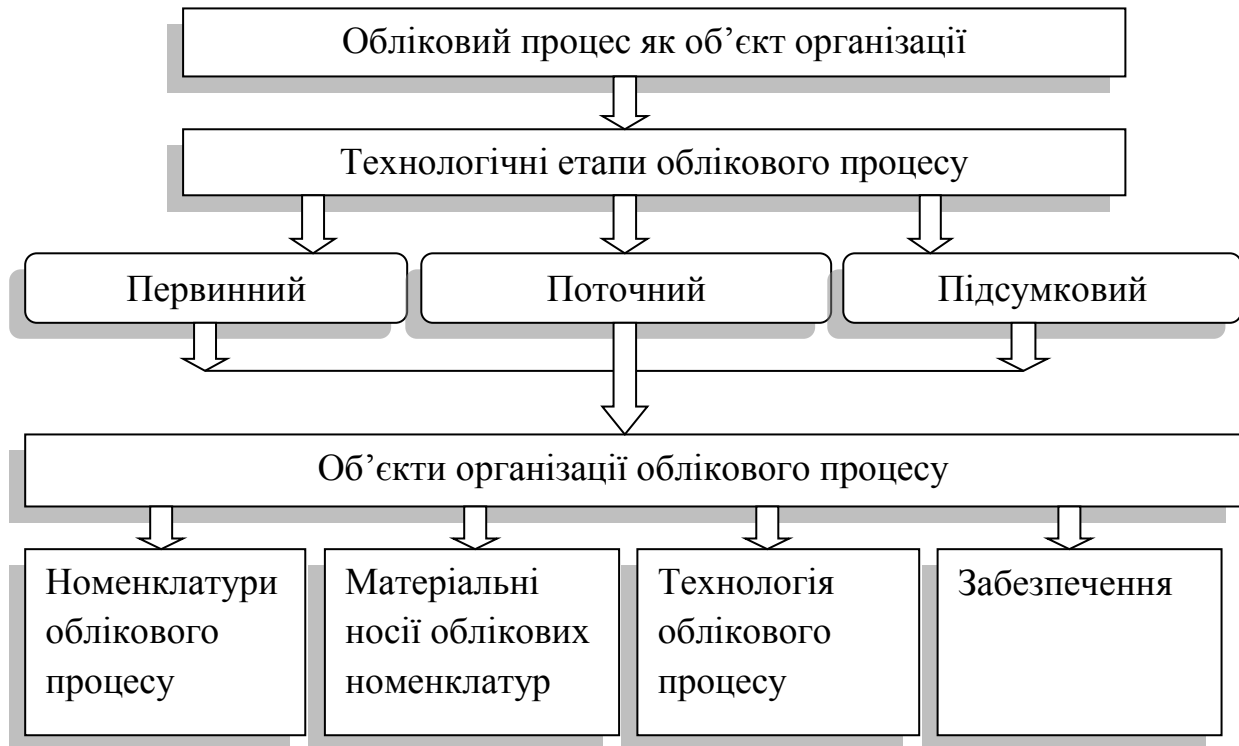 Обліковий процес як об’єкт організації
Технологічні етапи облікового процесу
Первинний
Поточний
Підсумковий
Об’єкти організації облікового процесу
Номенклатури
облікового
процесу
Матеріальні
носії облікових
номенклатур
Технологія
облікового
процесу
Забезпечення